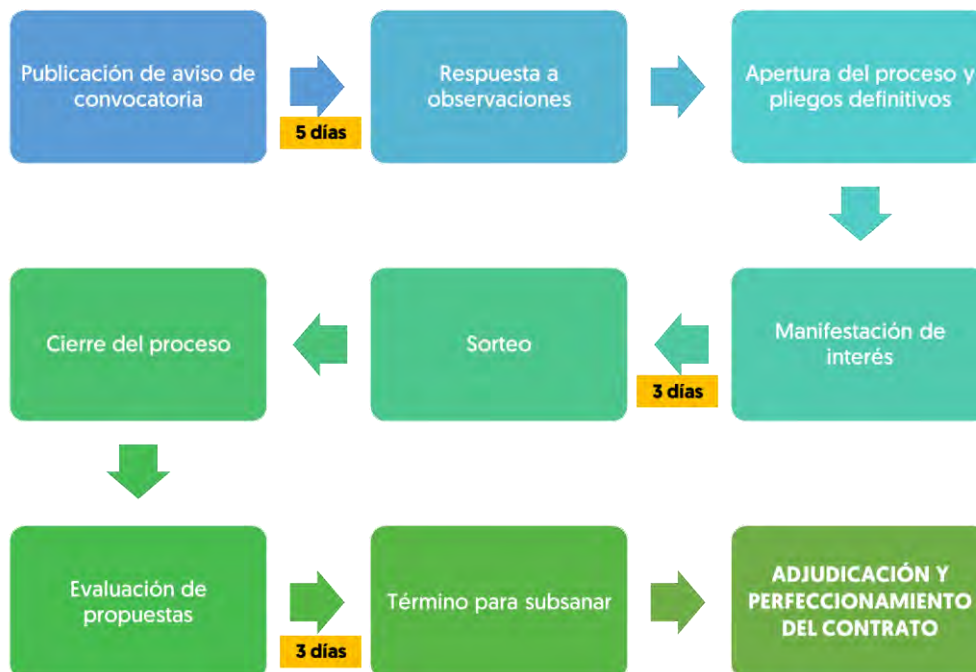 Publicación de aviso de
convocatoria
5 días
Respuesta a
observaciones
Apertura del proceso y
pliegos definitivos
Manifestación de
interés
3 días
Sorteo
Cierre del proceso
Evaluación de
propuestas
3 días
Término para subsanar
ADJUDICACIÓN Y
PERFECCIONAMIENTO
DEL CONTRATO